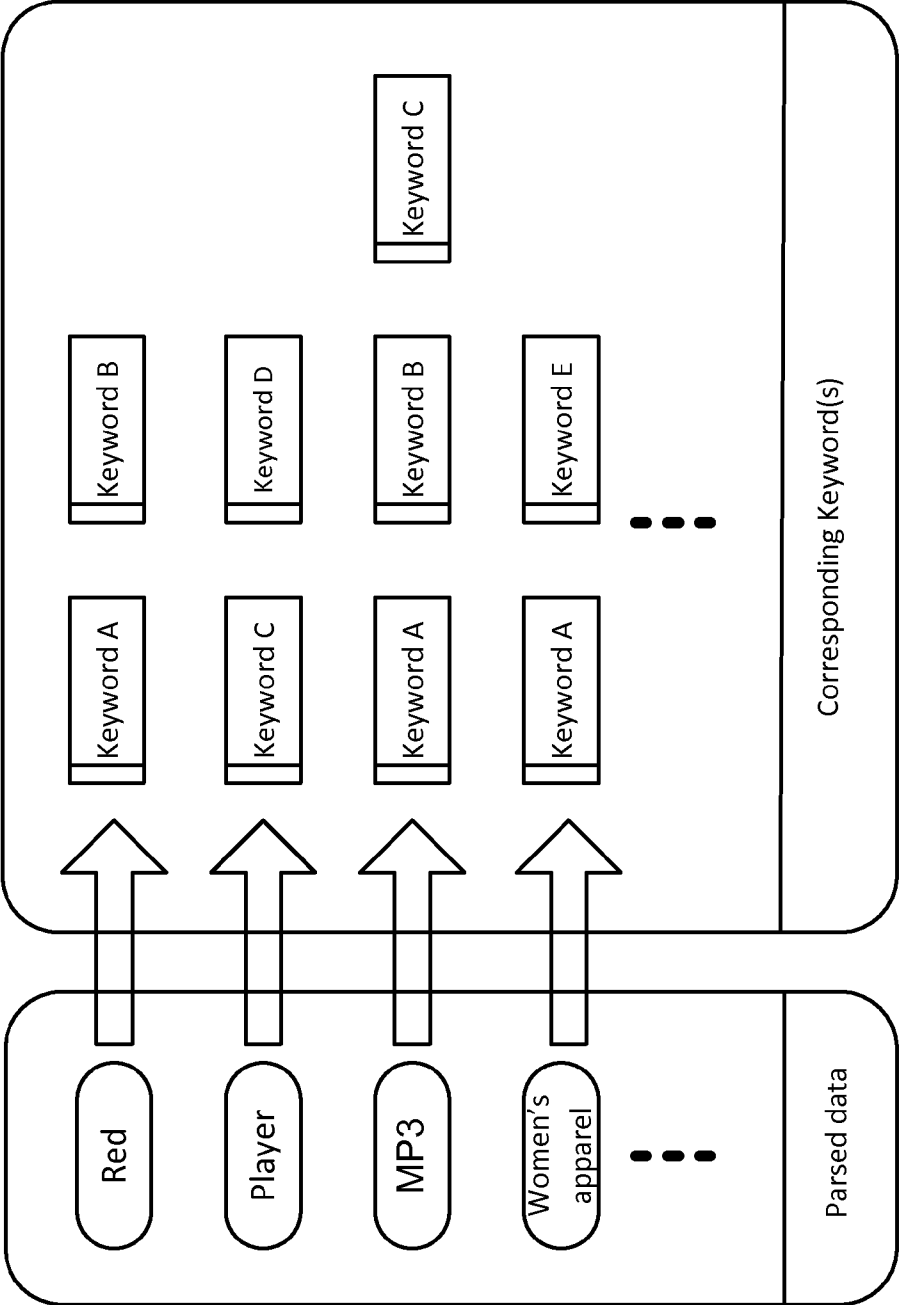 Red
Keyword A
Keyword B
Player
Keyword C
Keyword D
MP3
Keyword A
Keyword B
Keyword C
Women's
apparel
Keyword A
Keyword E
Parsed data
Corresponding Keyword(s)